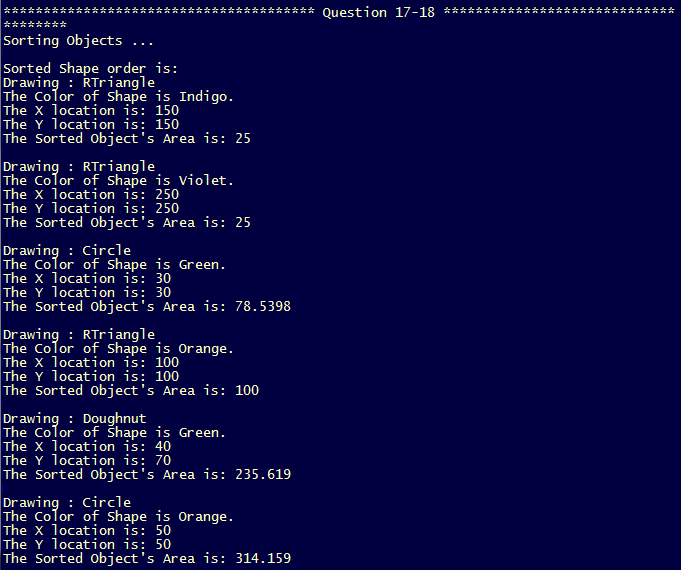 *************************************** Question 17-18 *****************************
********
Sorting Objects ...
Sorted Shape order is:
Drawing : RTriangle
The Color of Shape is Indigo.
The X location is: 150
The Y location is: 150
The Sorted Object's Area is: 25
Drawing : RTriangle
The Color of Shape is Violet.
The X location is: 250
The Y location is: 250
The Sorted Object's Area is: 25
Drawing : Circle
The Color of Shape is Green.
The X location is: 30
The Y location is: 30
The Sorted Object's Area is: 78.5398
Drawing : RTriangle
The Color of Shape is Orange.
The X location is: 100
The Y location is: 100
The Sorted Object's Area is: 100
Drawing : Doughnut
The Color of Shape is Green.
The X location is: 40
The Y location is: 70
The Sorted Object's Area is: 235.619
Drawing : Circle
The Color of Shape is Orange.
The X location is: 50
The Y location is: 50
The Sorted Object's Area is: 314.159